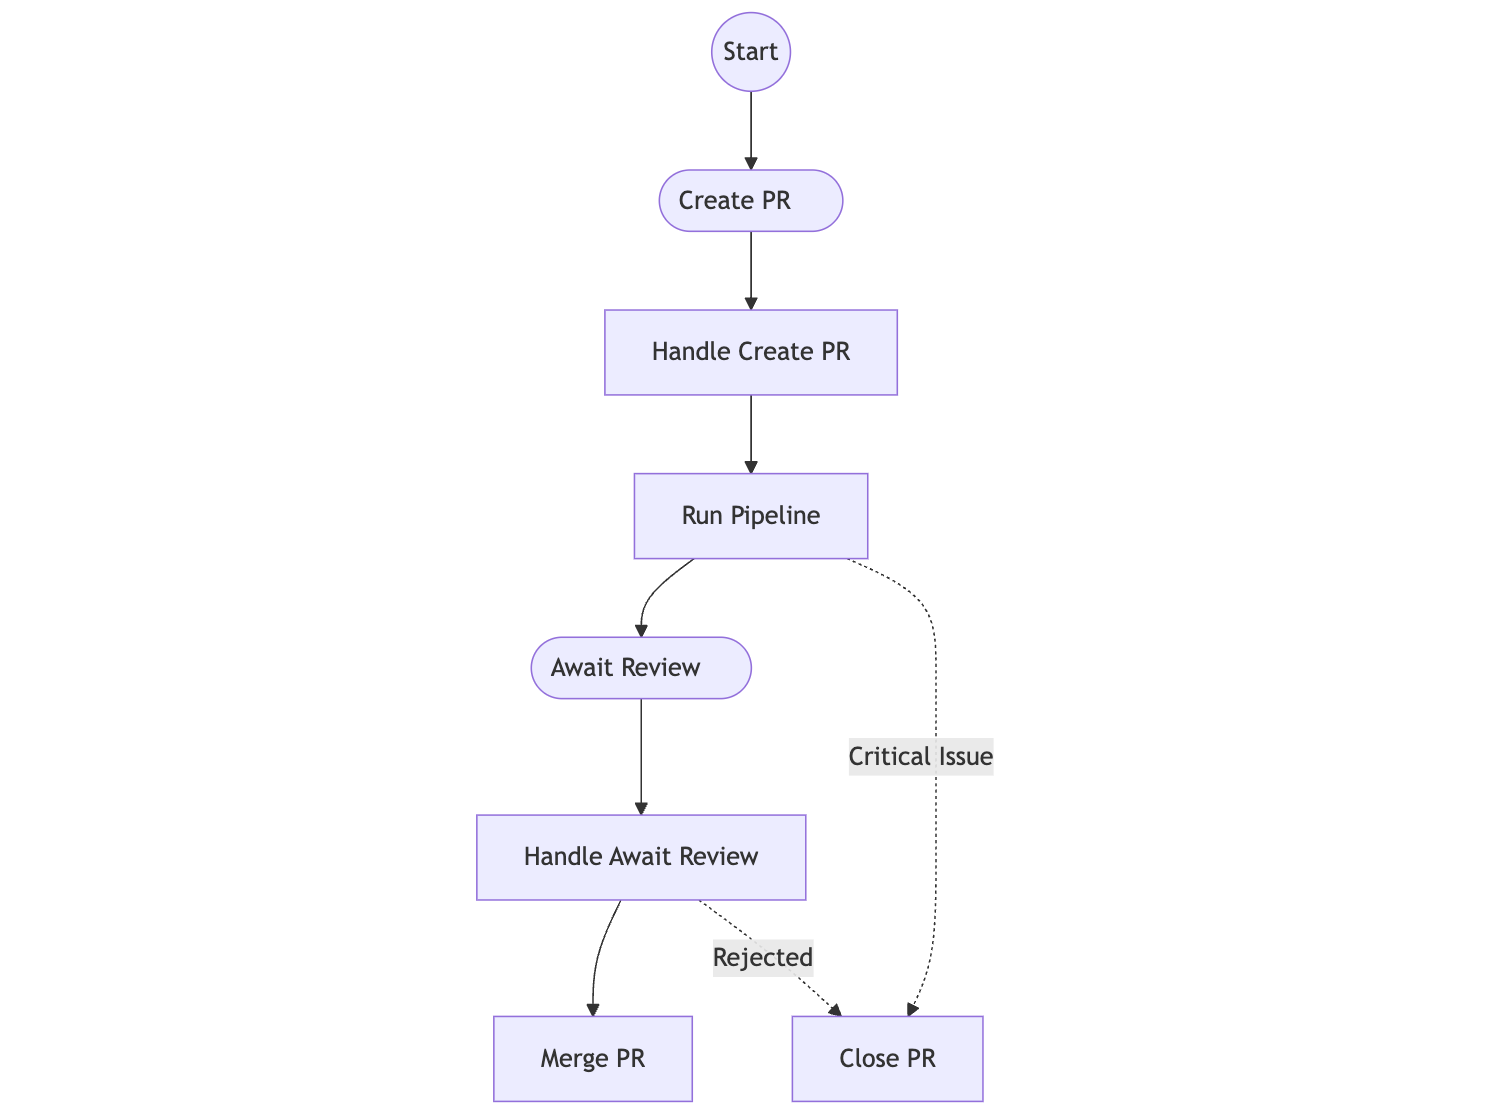 Start
Create PR
Handle Create PR
Run Pipeline
Await Review
Critical Issue
Handle Await Review
Rejected
Merge PR
Close PR